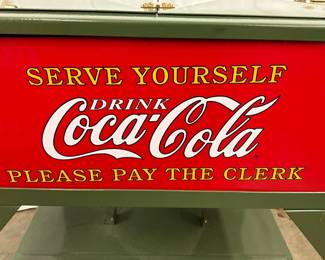 SERVE YOURSELF
DRINK
Coca-Cola
PLEASE PAY THE CLERK